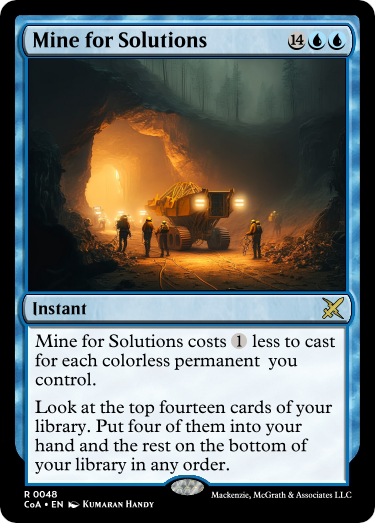 Mine for Solutions 14
Instant
Mine for Solutions costs 1 less to cast
for each colorless permanent  you
control.
Look at the top fourteen cards of your
library. Put four of them into your
hand and the rest on the bottom of
your library in any order.
R 0048
CoA • EN Kumaran Handy
Mackenzie, McGrath & Associates LLC